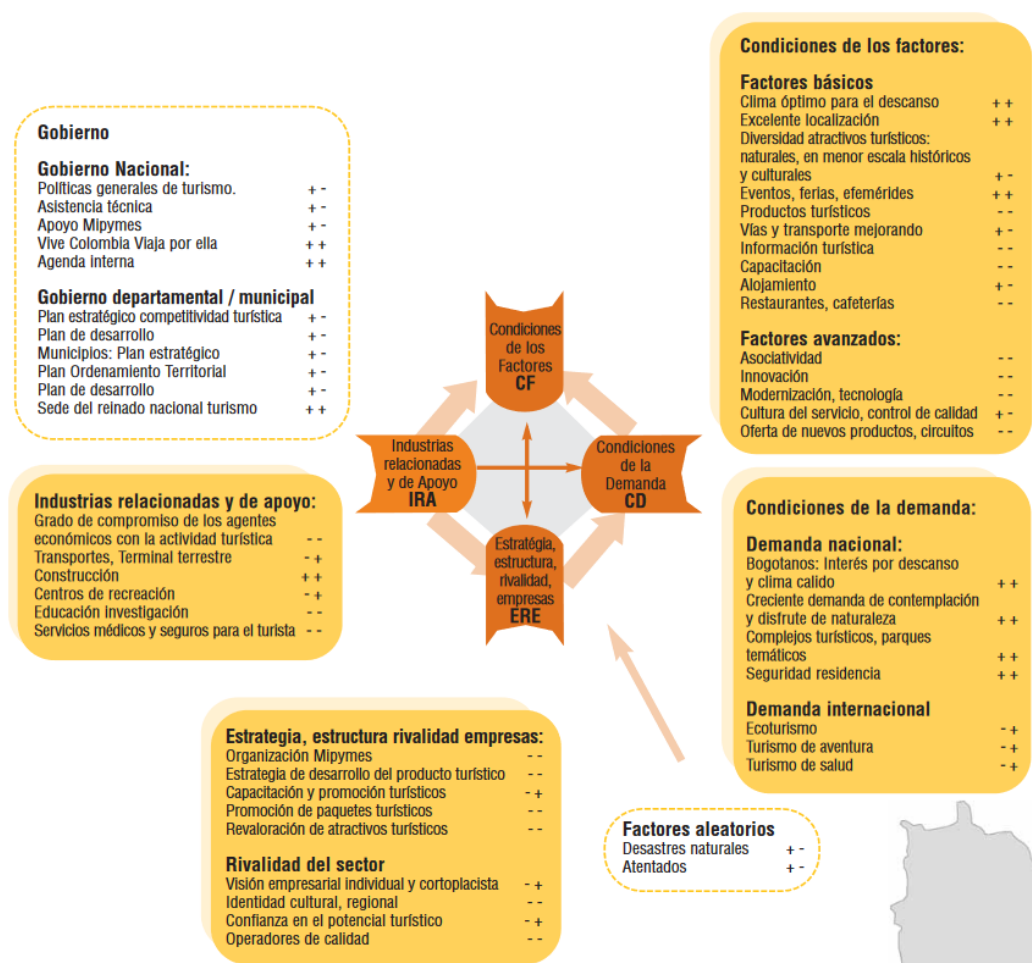 Gobierno
Gobierno Nacional:
Políticas generales de turismo. + -
Asistencia técnica + -
Apoyo Mipymes + -
Vive Colombia Viaja por ella + +
Agenda interna + +
Gobierno departamental / municipal
Plan estratégico competitividad turística + -
Plan de desarrollo + -
Municipios: Plan estratégico + -
Plan Ordenamiento Territorial + -
Plan de desarrollo + -
Sede del reinado nacional turismo + +
Condiciones de los factores:
Factores básicos
Clima óptimo para el descanso + +
Excelente localización + +
Diversidad atractivos turísticos:
naturales, en menor escala históricos
y culturales + -
Eventos, ferias, efemérides + +
Productos turísticos - -
Vías y transporte mejorando + -
Información turística - -
Capacitación - -
Alojamiento + -
Restaurantes, cafeterías - -
Factores avanzados:
Asociatividad - -
Innovación - -
Modernización, tecnología - -
Cultura del servicio, control de calidad + -
Oferta de nuevos productos, circuitos - -
Condiciones
de los
Factores
CF
Industrias
relacionadas
y de Apoyo
IRA
Condiciones
de la
Demanda
CD
Estratégia,
estructura,
rivalidad,
empresas
ERE
Industrias relacionadas y de apoyo:
Grado de compromiso de los agentes
económicos con la actividad turística - -
Transportes, Terminal terrestre - +
Construcción + +
Centros de recreación - +
Educación investigación - -
Servicios médicos y seguros para el turista - -
Condiciones de la demanda:
Demanda nacional:
Bogotanos: Interés por descanso
y clima calido + +
Creciente demanda de contemplación
y disfrute de naturaleza + +
Complejos turísticos, parques
temáticos + +
Seguridad residencia + +
Demanda internacional
Ecoturismo - +
Turismo de aventura - +
Turismo de salud - +
Estrategia, estructura rivalidad empresas:
Organización Mipymes - -
Estrategia de desarrollo del producto turístico - -
Capacitación y promoción turísticos - +
Promoción de paquetes turísticos - -
Revaloración de atractivos turísticos - -
Rivalidad del sector
Visión empresarial individual y cortoplacista - +
Identidad cultural, regional - -
Confianza en el potencial turístico - +
Operadores de calidad - -
Factores aleatorios
Desastres naturales + -
Atentados + -